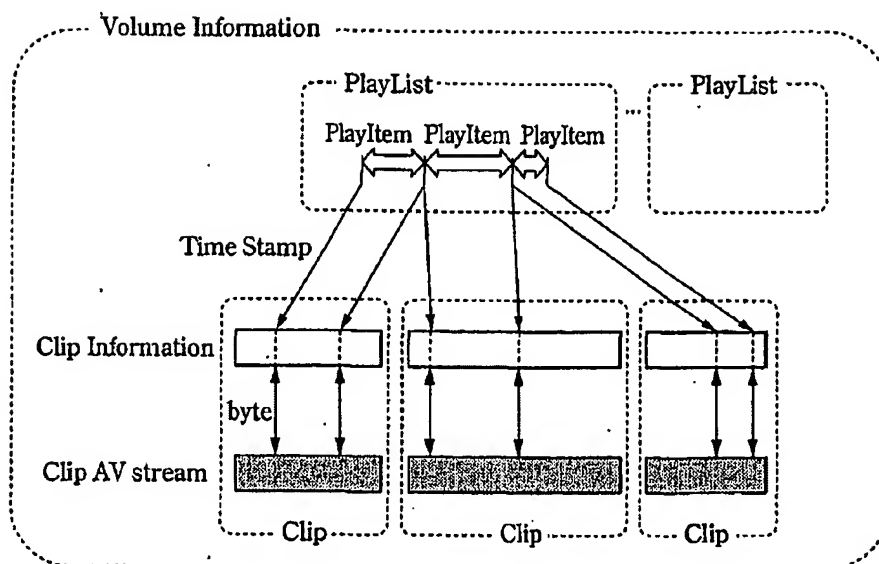 Volume Information
PlayList
PlayList
...
PlayItem PlayItem PlayItem
Time Stamp
Clip Information
byte
Clip AV stream
Clip
Clip
Clip